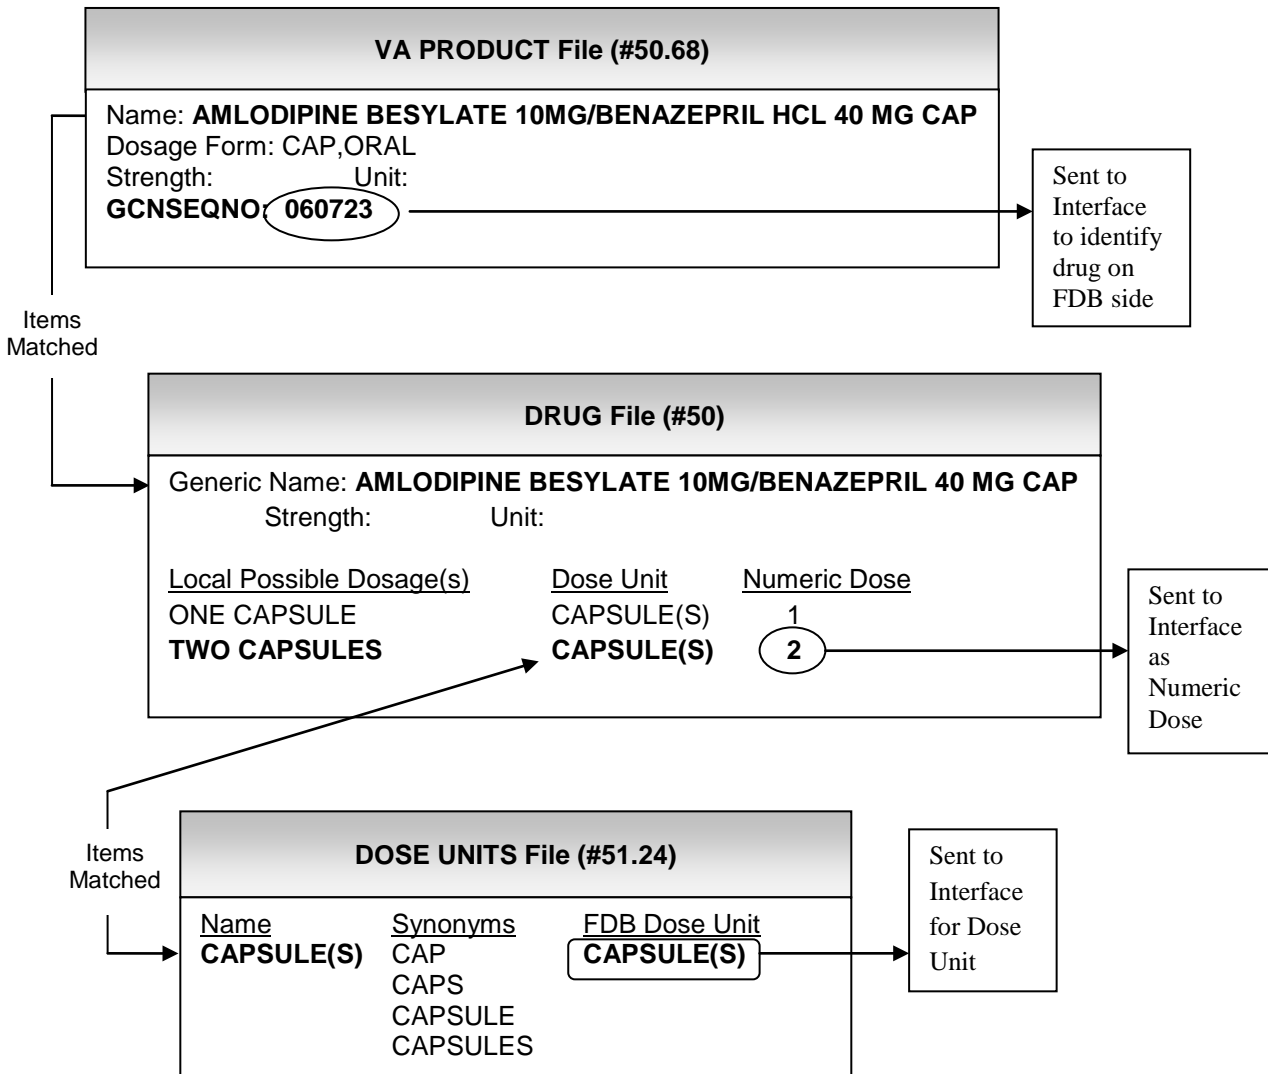 VA PRODUCT File (#50.68)
Name: AMLODIPINE BESYLATE 10MG/BENAZEPRIL HCL 40 MG CAP
Dosage Form: CAP,ORAL
Strength: Unit:
GCNSEQNO: 060723
Sent to
Interface
to identify
drug on
FDB side
Items
Matched
DRUG File (#50)
Generic Name: AMLODIPINE BESYLATE 10MG/BENAZEPRIL 40 MG CAP
Strength: Unit:
Local Possible Dosage(s) Dose Unit Numeric Dose
ONE CAPSULE CAPSULE(S) 1
TWO CAPSULES CAPSULE(S) 2
Sent to
Interface
as
Numeric
Dose
Items
Matched
DOSE UNITS File (#51.24)
Name Synonyms FDB Dose Unit
CAPSULE(S) CAP CAPSULE(S)
CAPS
CAPSULE
CAPSULES
Sent to
Interface
for Dose
Unit